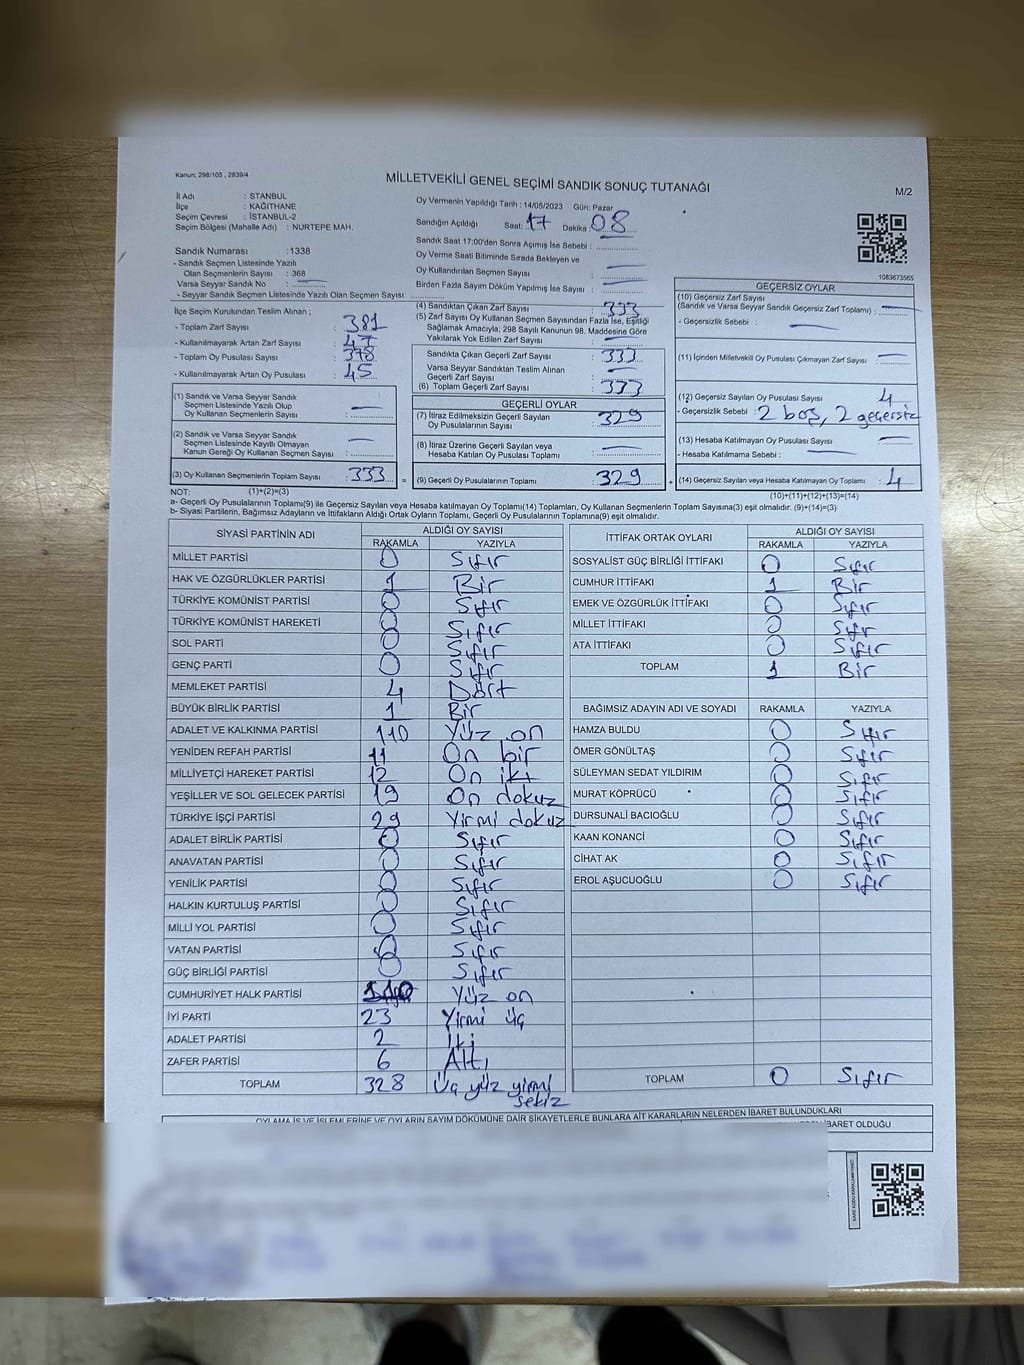 Kanun; 298/105 , 2839/4
MİLLETVEKİLİ GENEL SEÇİMİ SANDIK SONUÇ TUTANAĞI
M/2
İl Adı : STANBUL
İlçe : KAĞITHANE
Seçim Çevresi : İSTANBUL-2
Seçim Bölgesi (Mahalle Adı) : NURTEPE MAH.
Oy Vermenin Yapıldığı Tarih : 14/05/2023 Gün: Pazar
Sandığın Açıldığı Saat: 17 Dakika: 08
Sandık Saat 17:00'den Sonra Açımış İse Sebebi :
Oy Verme Saati Bitiminde Sırada Bekleyen ve
Oy Kullandırılan Seçmen Sayısı :
Birden Fazla Sayım Döküm Yapılmış İse Sayısı :
1083673565
Sandık Numarası :1338
- Sandık Seçmen Listesinde Yazılı
Olan Seçmenlerin Sayısı : 368
Varsa Seyyar Sandık No :
- Seyyar Sandık Seçmen Listesinde Yazılı Olan Seçmen Sayısı:
İlçe Seçim Kurulundan Teslim Alınan ;
- Toplam Zarf Sayısı : 381
- Kullanılmayarak Artan Zarf Sayısı : 47
- Toplam Oy Pusulası Sayısı : 378
- Kullanılmayarak Artan Oy Pusulası : 45
(1) Sandık ve Varsa Seyyar Sandık
Seçmen Listesinde Yazılı Olup
Oy Kullanan Seçmenlerin Sayısı :
(2) Sandık ve Varsa Seyyar Sandık
Seçmen Listesinde Kayıtlı Olmayan
Kanun Gereği Oy Kullanan Seçmen Sayısı :
(3) Oy Kullanan Seçmenlerin Toplam Sayısı : 333 =
(4) Sandıktan Çıkan Zarf Sayısı : 333
(5) Zarf Sayısı Oy Kullanan Seçmen Sayısından Fazla İse, Eşitliği
Sağlamak Amacıyla; 298 Sayılı Kanunun 98. Maddesine Göre
Yakılarak Yok Edilen Zarf Sayısı :
Sandıkta Çıkan Geçerli Zarf Sayısı : 333
Varsa Seyyar Sandıktan Teslim Alınan
Geçerli Zarf Sayısı :
(6) Toplam Geçerli Zarf Sayısı : 333
GEÇERLİ OYLAR
(7) İtiraz Edilmeksizin Geçerli Sayılan
Oy Pusulalarının Sayısı : 329
(8) İtiraz Üzerine Geçerli Sayılan veya
Hesaba Katılan Oy Pusulası Toplamı :
(9) Geçerli Oy Pusulalarının Toplamı : 329 +
GEÇERSİZ OYLAR
(10) Geçersiz Zarf Sayısı
(Sandık ve Varsa Seyyar Sandık Geçersiz Zarf Toplamı) :
- Geçersizlik Sebebi :
(11) İçinden Milletvekili Oy Pusulası Çıkmayan Zarf Sayısı :
(12) Geçersiz Sayılan Oy Pusulası Sayısı : 4
- Geçersizlik Sebebi : 2 boş, 2 geçersiz
(13) Hesaba Katılmayan Oy Pusulası Sayısı :
- Hesaba Katılmama Sebebi :
(14) Geçersiz Sayılan veya Hesaba Katılmayan Oy Toplamı : 4
NOT: (1)+(2)=(3) (10)+(11)+(12)+(13)=(14)
a- Geçerli Oy Pusulalarının Toplamı(9) ile Geçersiz Sayılan veya Hesaba katılmayan Oy Toplamı(14) Toplamları, Oy Kullanan Seçmenlerin Toplam Sayısına(3) eşit olmalıdır. (9)+(14)=(3)
b- Siyasi Partilerin, Bağımsız Adayların ve İttifakların Aldığı Ortak Oyların Toplamı, Geçerli Oy Pusulalarının Toplamına(9) eşit olmalıdır.
SİYASİ PARTİNİN ADI ALDIĞI OY SAYISI
RAKAMLA YAZIYLA
MİLLET PARTİSİ 0 Sıfır
HAK VE ÖZGÜRLÜKLER PARTİSİ 1 Bir
TÜRKİYE KOMÜNİST PARTİSİ 0 Sıfır
TÜRKİYE KOMÜNİST HAREKETİ 0 Sıfır
SOL PARTİ 0 Sıfır
GENÇ PARTİ 0 Sıfır
MEMLEKET PARTİSİ 4 Dört
BÜYÜK BİRLİK PARTİSİ 1 Bir
ADALET VE KALKINMA PARTİSİ 110 Yüz on
YENİDEN REFAH PARTİSİ 11 On bir
MİLLİYETÇİ HAREKET PARTİSİ 12 On iki
YEŞİLLER VE SOL GELECEK PARTİSİ 19 On dokuz
TÜRKİYE İŞÇİ PARTİSİ 29 Yirmi dokuz
ADALET BİRLİK PARTİSİ 0 Sıfır
ANAVATAN PARTİSİ 0 Sıfır
YENİLİK PARTİSİ 0 Sıfır
HALKIN KURTULUŞ PARTİSİ 0 Sıfır
MİLLİ YOL PARTİSİ 0 Sıfır
VATAN PARTİSİ 0 Sıfır
GÜÇ BİRLİĞİ PARTİSİ 0 Sıfır
CUMHURİYET HALK PARTİSİ 110 Yüz on
İYİ PARTİ 23 Yirmi üç
ADALET PARTİSİ 2 İki
ZAFER PARTİSİ 6 Altı
TOPLAM 328 Üç yüz yirmi
sekiz
İTTİFAK ORTAK OYLARI ALDIĞI OY SAYISI
RAKAMLA YAZIYLA
SOSYALİST GÜÇ BİRLİĞİ İTTİFAKI 0 Sıfır
CUMHUR İTTİFAKI 1 Bir
EMEK VE ÖZGÜRLÜK İTTİFAKI 0 Sıfır
MİLLET İTTİFAKI 0 Sıfır
ATA İTTİFAKI 0 Sıfır
TOPLAM 1 Bir
BAĞIMSIZ ADAYIN ADI VE SOYADI RAKAMLA YAZIYLA
HAMZA BULDU 0 Sıfır
ÖMER GÖNÜLTAŞ 0 Sıfır
SÜLEYMAN SEDAT YILDIRIM 0 Sıfır
MURAT KÖPRÜCÜ 0 Sıfır
DURSUNALİ BACIOĞLU 0 Sıfır
KAAN KONANCİ 0 Sıfır
CİHAT AK 0 Sıfır
EROL AŞUCUOĞLU 0 Sıfır
TOPLAM 0 Sıfır
OYLAMA İŞ VE İŞLEMLERİNE VE OYLARIN SAYIM DÖKÜMÜNE DAİR ŞİKAYETLERLE BUNLARA AİT KARARLARIN NELERDEN İBARET BULUNDUKLARI
İBARET OLDUĞU